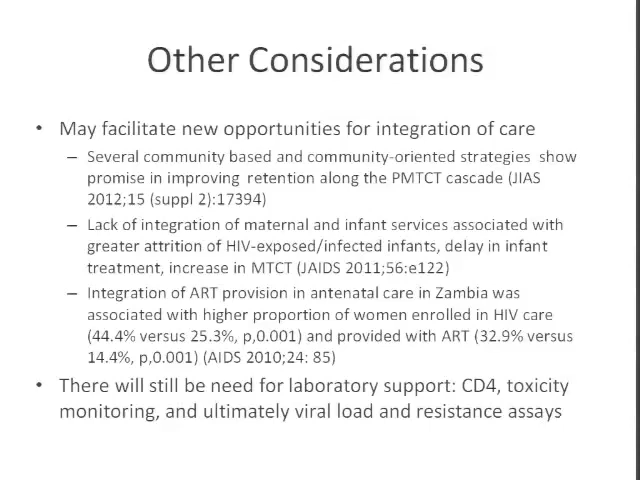 Other Considerations
• May facilitate new opportunities for integration of care
– Several community based and community-oriented strategies show
promise in improving retention along the PMTCT cascade (JIAS
2012;15 (suppl 2):17394)
– Lack of integration of maternal and infant services associated with
greater attrition of HIV-exposed/infected infants, delay in infant
treatment, increase in MTCT (JAIDS 2011;56:e122)
– Integration of ART provision in antenatal care in Zambia was
associated with higher proportion of women enrolled in HIV care
(44.4% versus 25.3%, p,0.001) and provided with ART (32.9% versus
14.4%, p,0.001) (AIDS 2010;24: 85)
• There will still be need for laboratory support: CD4, toxicity
monitoring, and ultimately viral load and resistance assays